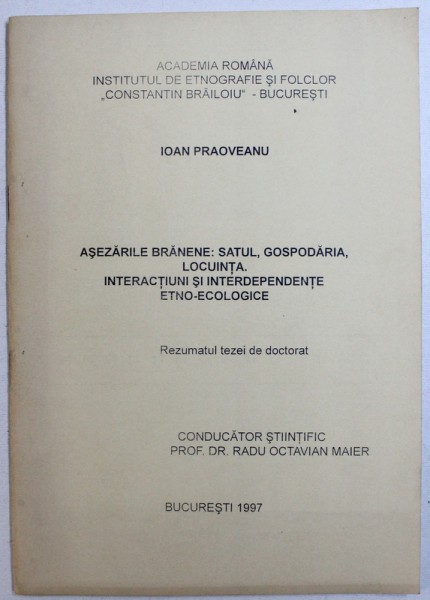 ACADEMIA ROMÂNĂ
INSTITUTUL DE ETNOGRAFIE ŞI FOLCLOR
„CONSTANTIN BRĂILOIU" - BUCUREŞTI
IOAN PRAOVEANU
AŞEZĂRILE BRĂNENE: SATUL, GOSPODĂRIA,
LOCUINŢA.
INTERACŢIUNI ŞI INTERDEPENDENŢE
ETNO-ECOLOGICE
Rezumatul tezei de doctorat
CONDUCĂTOR ŞTIINŢIFIC
PROF. DR. RADU OCTAVIAN MAIER
BUCUREŞTI 1997